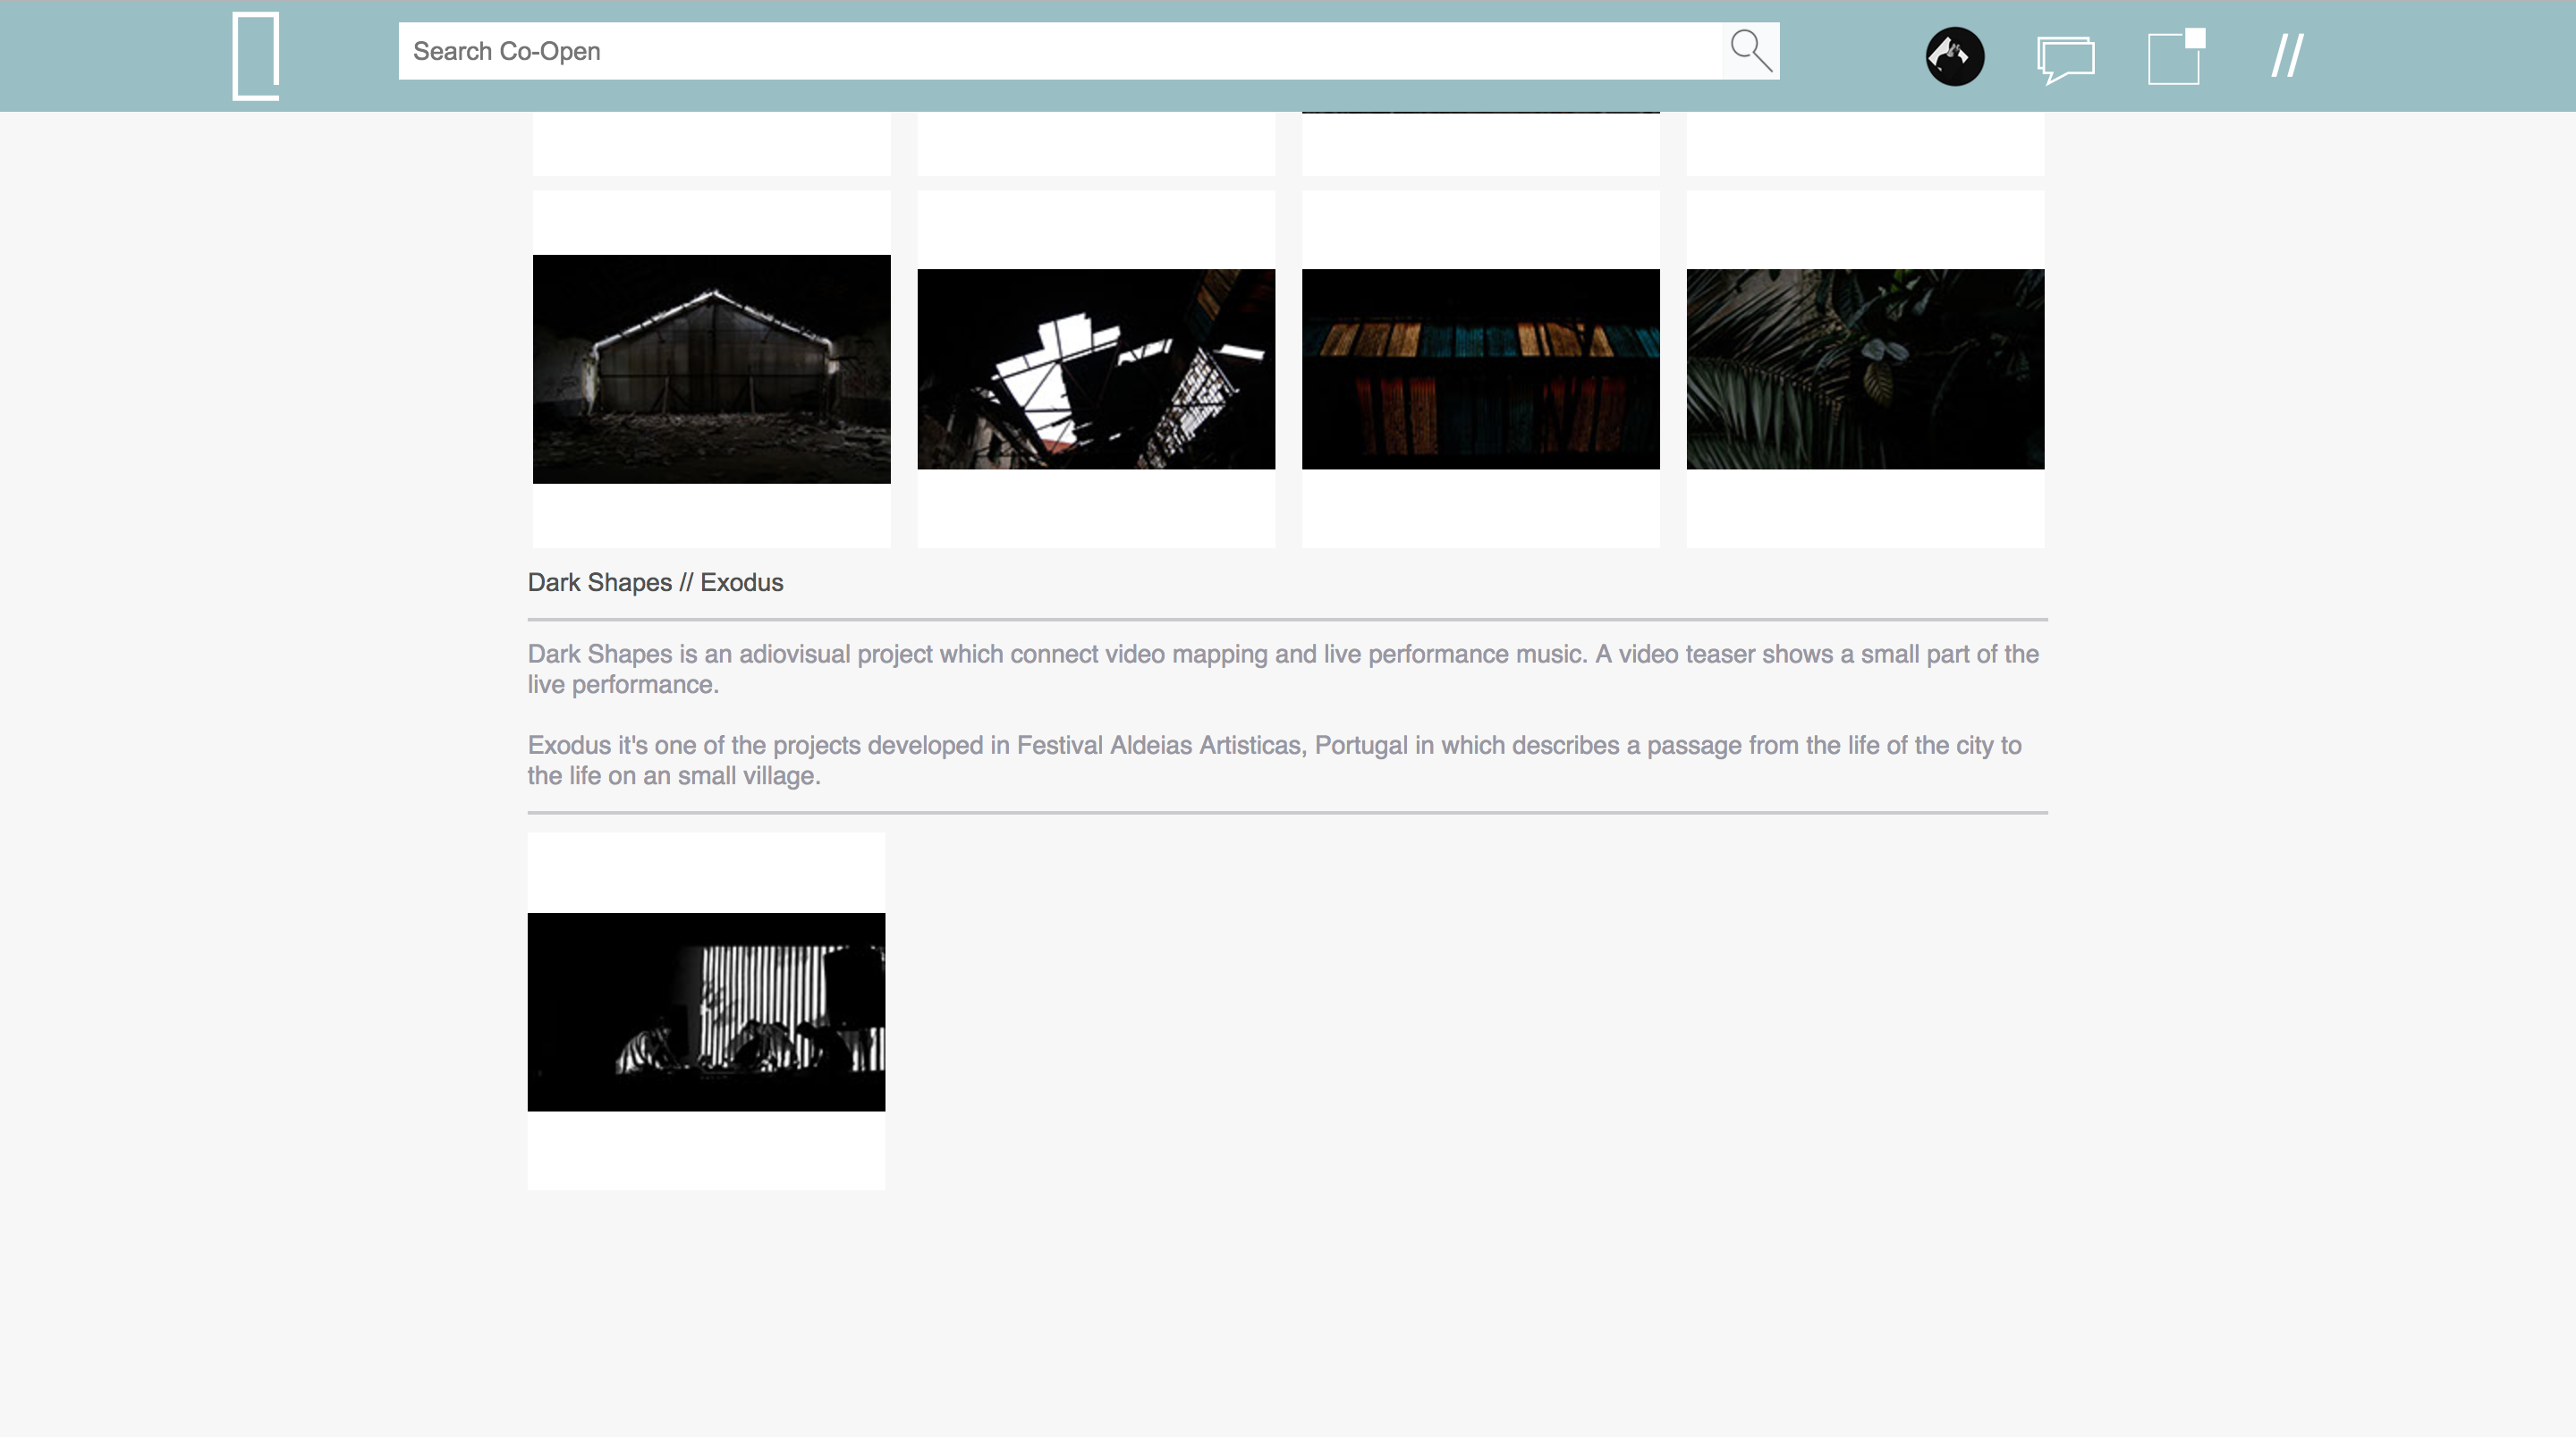 Search Co-Open
//
Dark Shapes // Exodus
Dark Shapes is an adiovisual project which connect video mapping and live performance music. A video teaser shows a small part of the
live performance.
Exodus it's one of the projects developed in Festival Aldeias Artisticas, Portugal in which describes a passage from the life of the city to
the life on an small village.